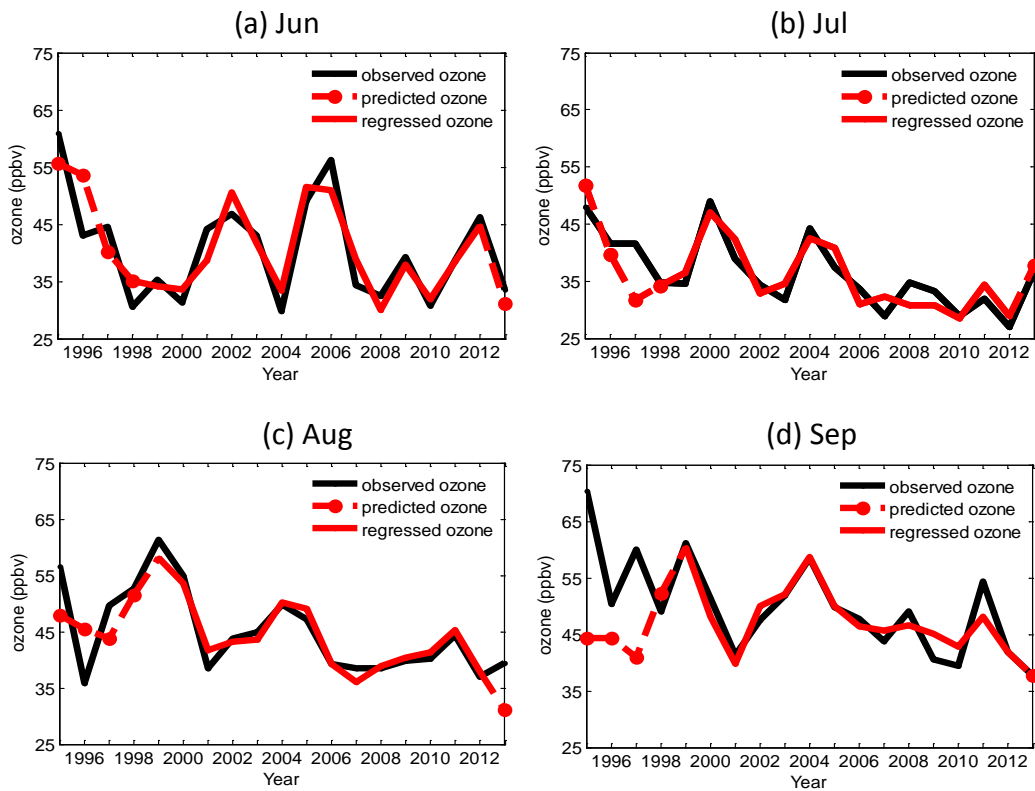 (a) Jun
75
65
55
45
35
25
ozone (ppbv)
observed ozone
predicted ozone
regressed ozone
1996 1998 2000 2002 2004 2006 2008 2010 2012
Year
(b) Jul
75
65
55
45
35
25
ozone (ppbv)
observed ozone
predicted ozone
regressed ozone
1996 1998 2000 2002 2004 2006 2008 2010 2012
Year
(c) Aug
75
65
55
45
35
25
ozone (ppbv)
observed ozone
predicted ozone
regressed ozone
1996 1998 2000 2002 2004 2006 2008 2010 2012
Year
(d) Sep
75
65
55
45
35
25
ozone (ppbv)
observed ozone
predicted ozone
regressed ozone
1996 1998 2000 2002 2004 2006 2008 2010 2012
Year